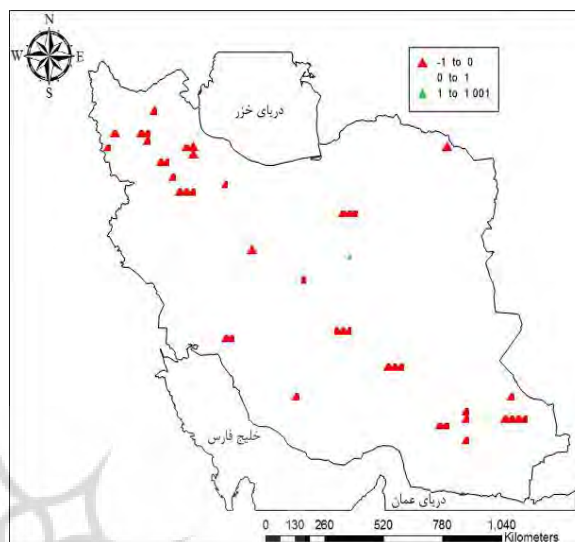 N
W E
S
-1 to 0
0 to 1
1 to 1 001
دریای خزر
خلیج فارس
دریای عمان
0 130 260 520 780 1,040
Kilometers